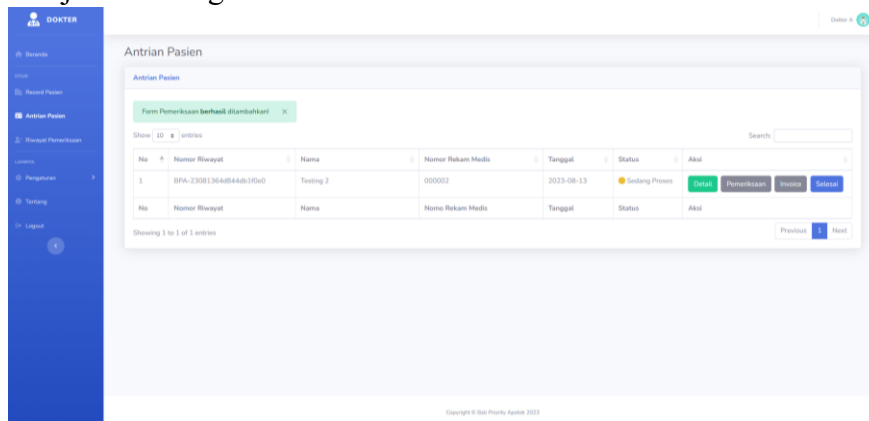 DOKTER
Dokter A
Beranda
Antrian Pasien
Antrian Pasien
Record Pasien
Form Pemeriksaan berhasil ditambahkan! ×
Antrian Pasien
Show 10 entries
Search:
Riwayat Pemeriksaan
No Nomor Riwayat Nama Nomor Rekam Medis Tanggal Status Aksi
LAINNYA
Pengaturan
1 BPA-23081364d844db1f0e0 Testing 2 000002 2023-08-13 Sedang Proses Detail Pemeriksaan Invoice Selesai
Tentang
No Nomor Riwayat Nama Nomo Rekam Medis Tanggal Status Aksi
Logout
Showing 1 to 1 of 1 entries
Previous 1 Next
Copyright © Bali Priority Apotek 2023